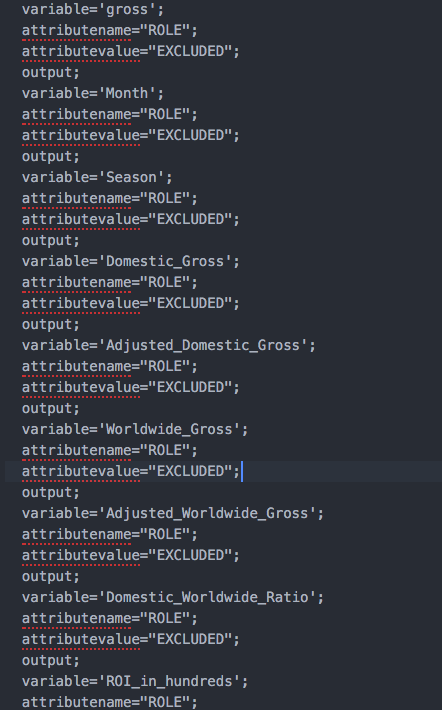 variable='gross';
attributename="ROLE";
attributevalue="EXCLUDED";
output;
variable='Month';
attributename="ROLE";
attributevalue="EXCLUDED";
output;
variable='Season';
attributename="ROLE";
attributevalue="EXCLUDED";
output;
variable='Domestic_Gross';
attributename="ROLE";
attributevalue="EXCLUDED";
output;
variable='Adjusted_Domestic_Gross';
attributename="ROLE";
attributevalue="EXCLUDED";
output;
variable='Worldwide_Gross';
attributename="ROLE";
attributevalue="EXCLUDED";
output;
variable='Adjusted_Worldwide_Gross';
attributename="ROLE";
attributevalue="EXCLUDED";
output;
variable='Domestic_Worldwide_Ratio';
attributename="ROLE";
attributevalue="EXCLUDED";
output;
variable='ROI_in_hundreds';
attributename="ROLE";